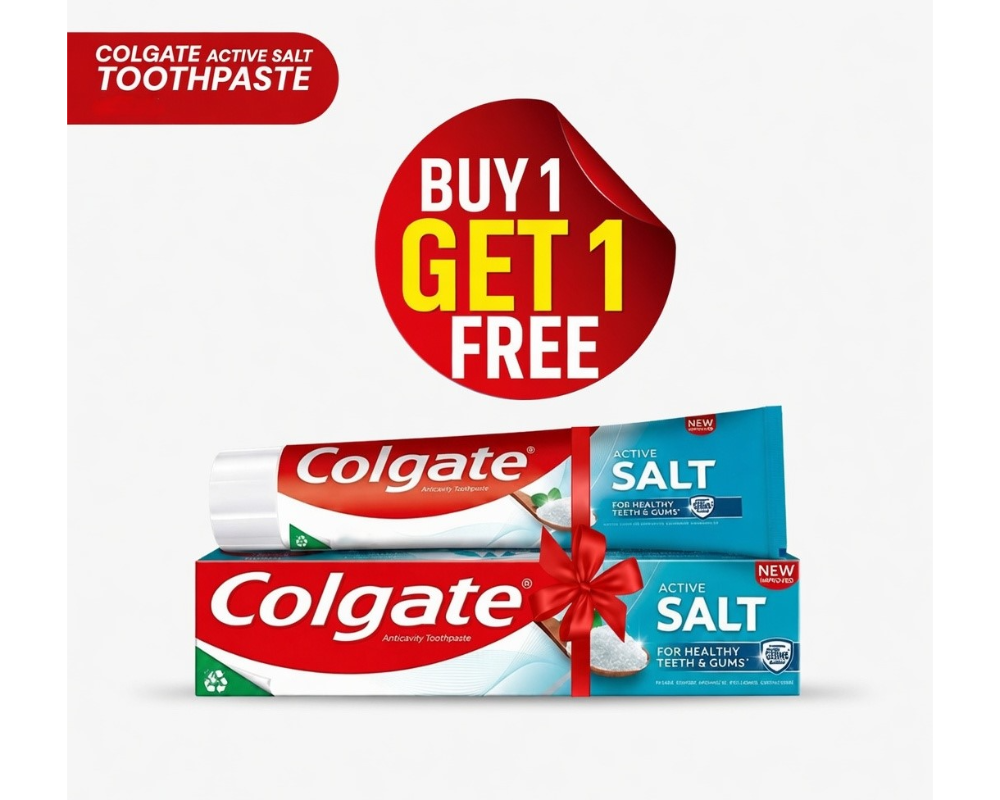 COLGATE ACTIVE SALT
TOOTHPASTE
BUY 1
GET 1
FREE
Colgate®
Anticavity Toothpaste
NEW
ACTIVE
SALT
FOR HEALTHY
TEETH & GUMS*
Colgate®
Anticavity Toothpaste
NEW
ACTIVE
SALT
FOR HEALTHY
TEETH & GUMS*